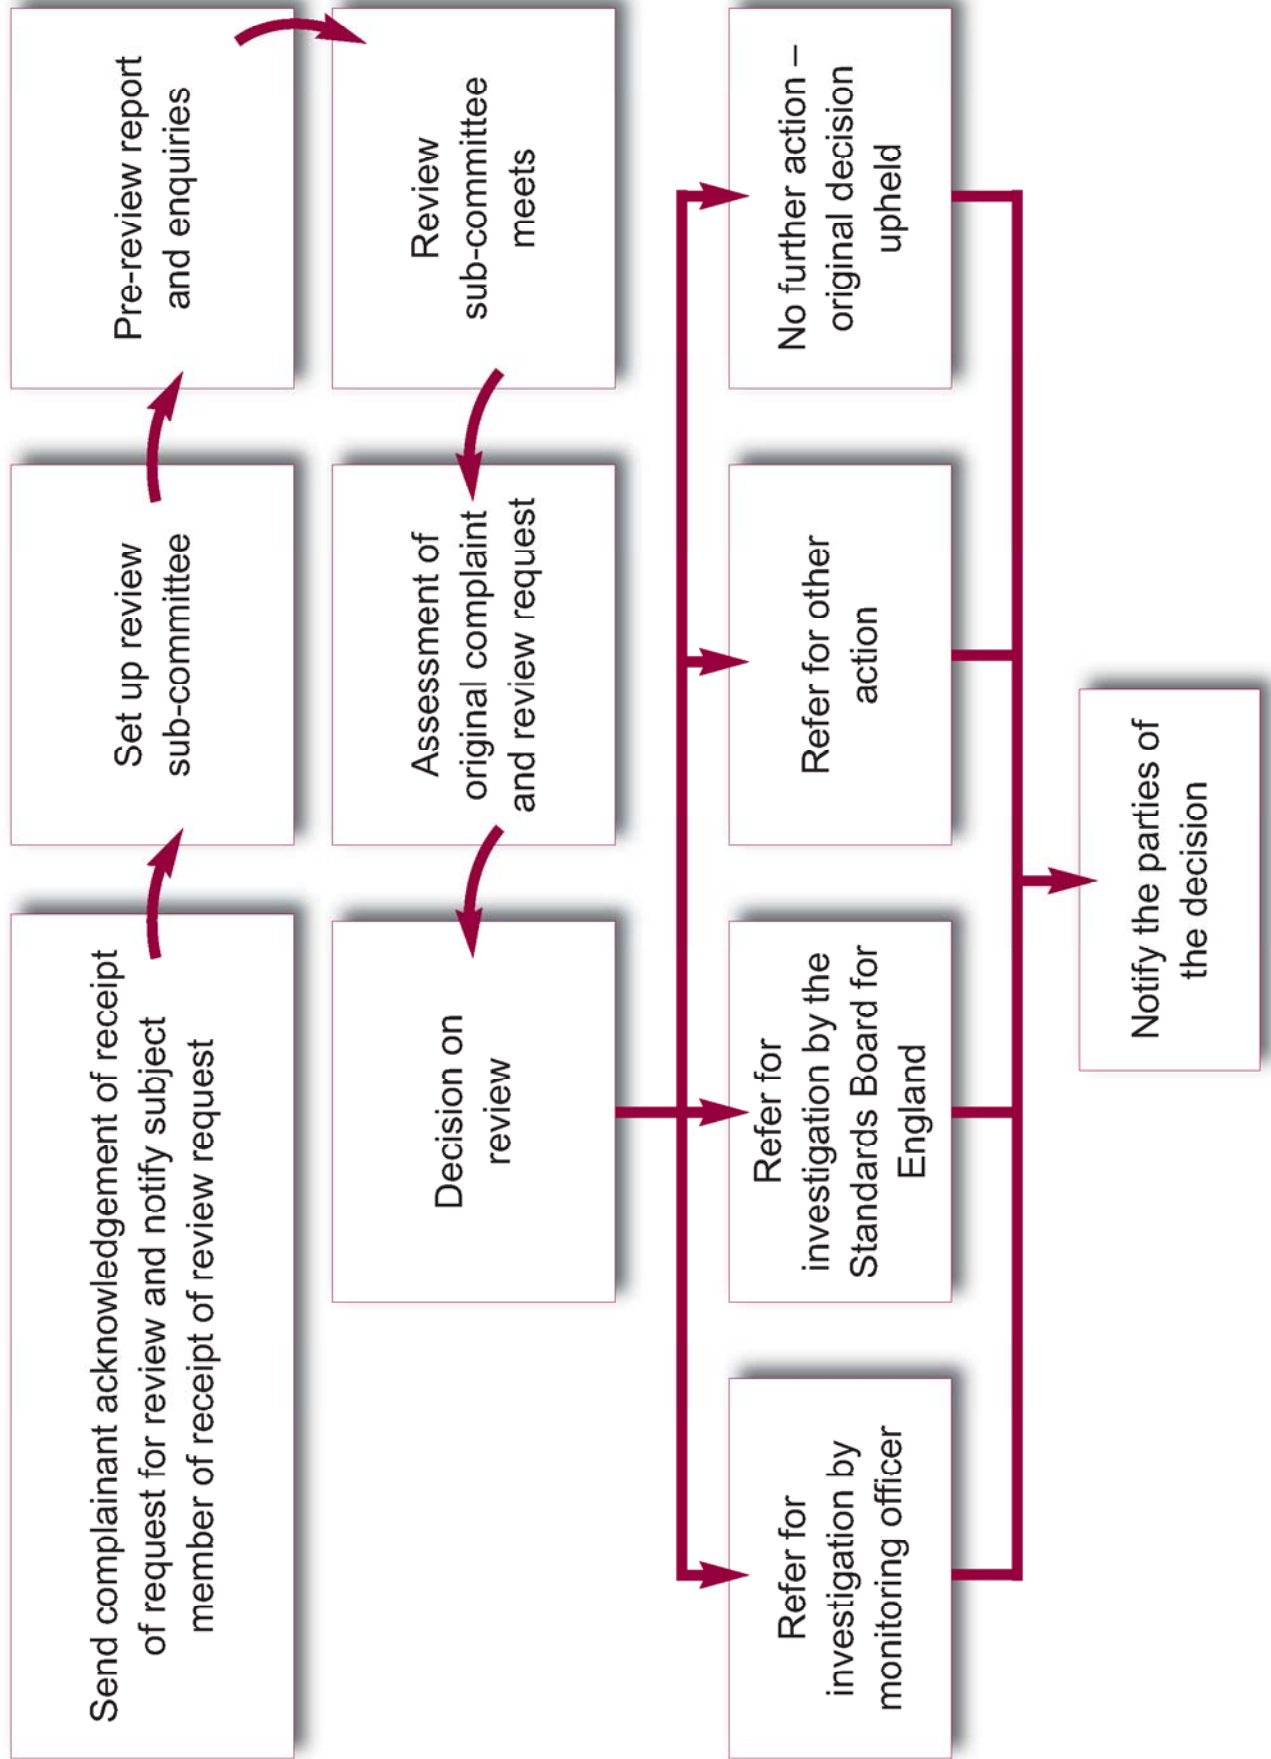 Send complainant acknowledgement of receipt
of request for review and notify subject
member of receipt of review request
Set up review
sub-committee
Pre-review report
and enquiries
Review
sub-committee
meets
Assessment of
original complaint
and review request
Decision on
review
Refer for
investigation by
monitoring officer
Refer for
investigation by the
Standards Board for
England
Refer for other
action
No further action –
original decision
upheld
Notify the parties of
the decision